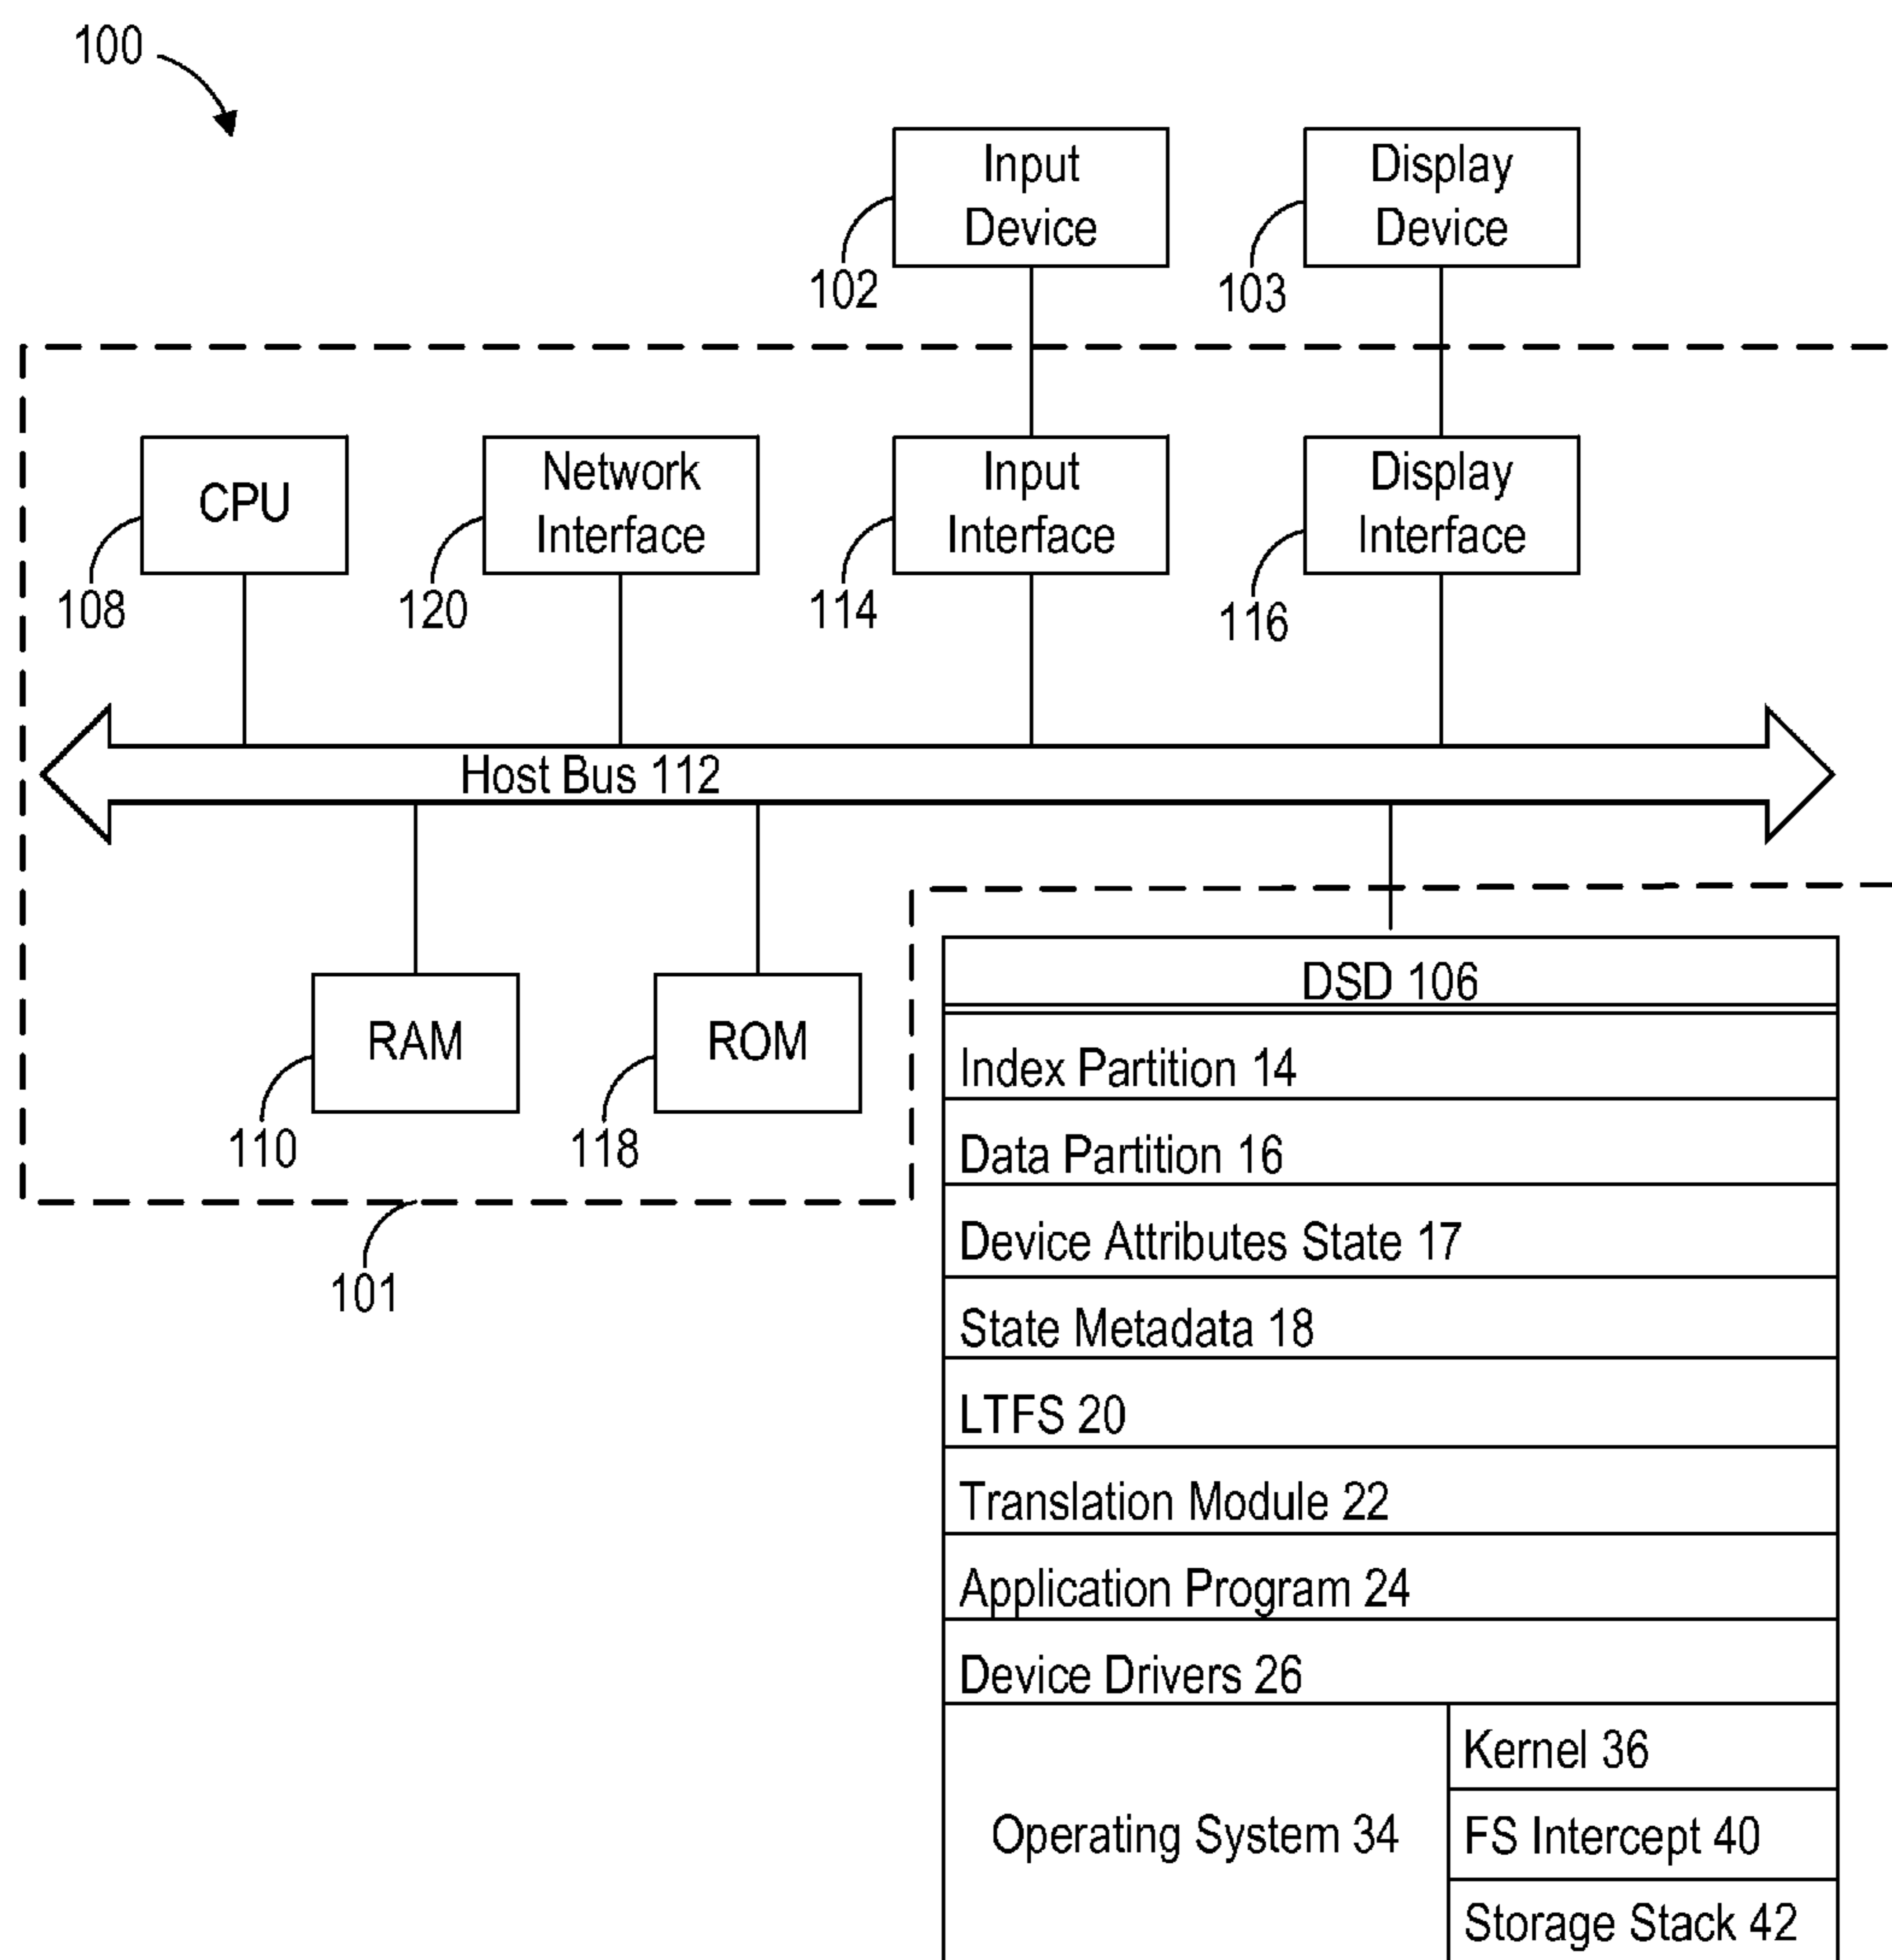 100
Input
Device
102
Display
Device
103
CPU
108
Network
Interface
120
Input
Interface
114
Display
Interface
116
Host Bus 112
RAM
110
ROM
118
101
DSD 106
Index Partition 14
Data Partition 16
Device Attributes State 17
State Metadata 18
LTFS 20
Translation Module 22
Application Program 24
Device Drivers 26
Operating System 34
Kernel 36
FS Intercept 40
Storage Stack 42